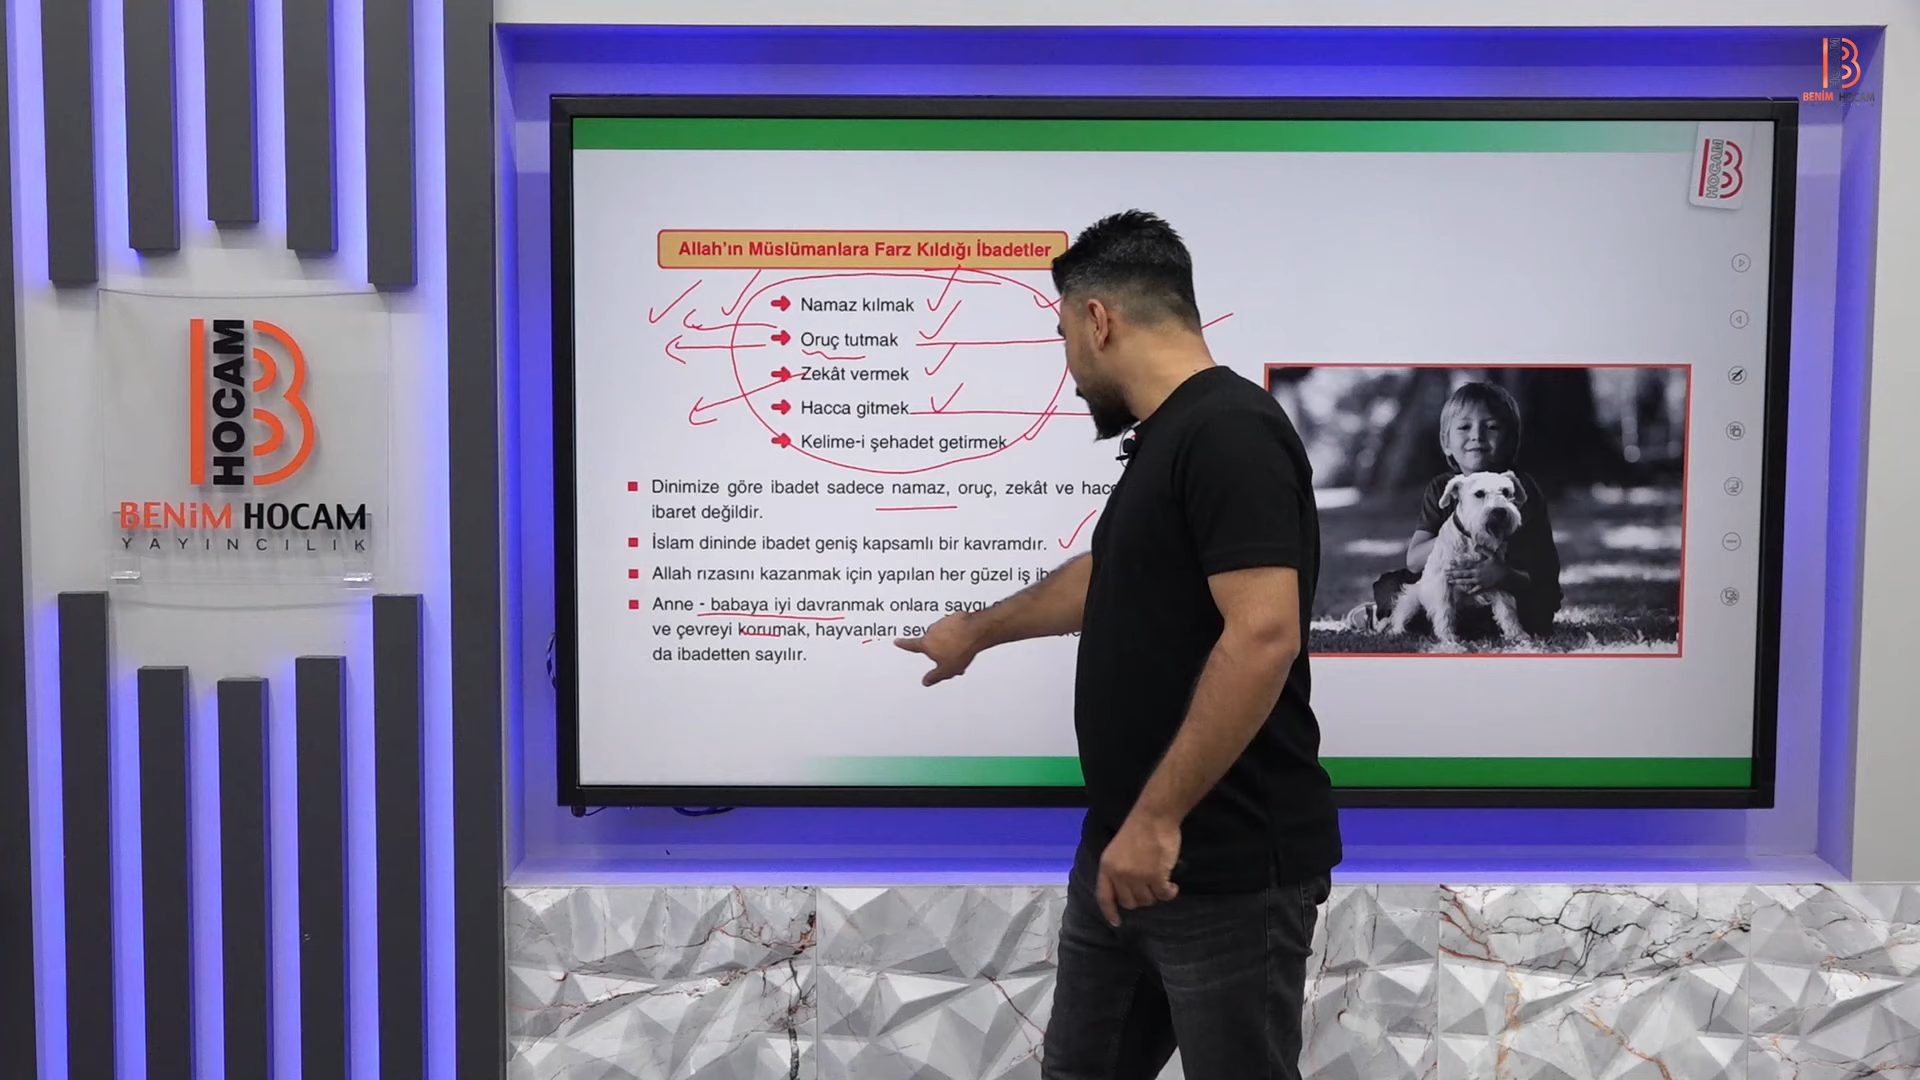 BENİM HOCAM
HOCAM
Allah'ın Müslümanlara Farz Kıldığı İbadetler
Namaz kılmak
Oruç tutmak
Zekât vermek
Hacca gitmek
Kelime-i şehadet getirmek
Dinimize göre ibadet sadece namaz, oruç, zekât ve
ibaret değildir.
İslam dininde ibadet geniş kapsamlı bir kavramdır.
Allah rızasını kazanmak için yapılan her güzel iş
Anne - babaya iyi davranmak onlara saygı
ve çevreyi korumak, hayvanları
da ibadetten sayılır.
HOCAM
BENİM HOCAM
YAYINCILIK